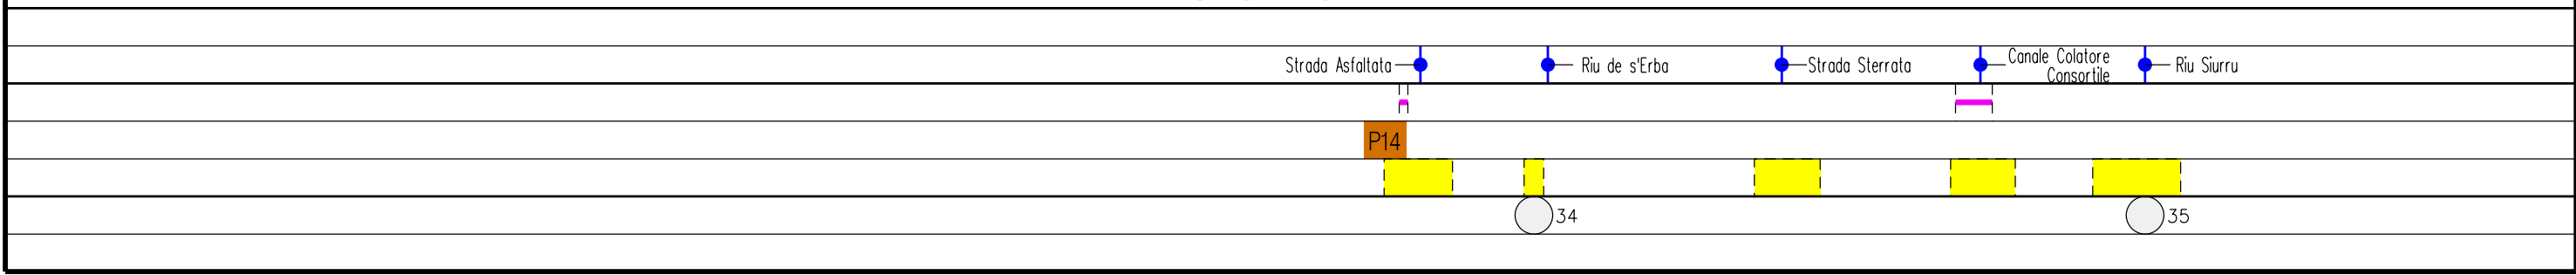 Strada Asfaltata
Riu de s'Erba
Strada Sterrata
Canale Colatore
Consortile
Riu Siurru
P14
34
35